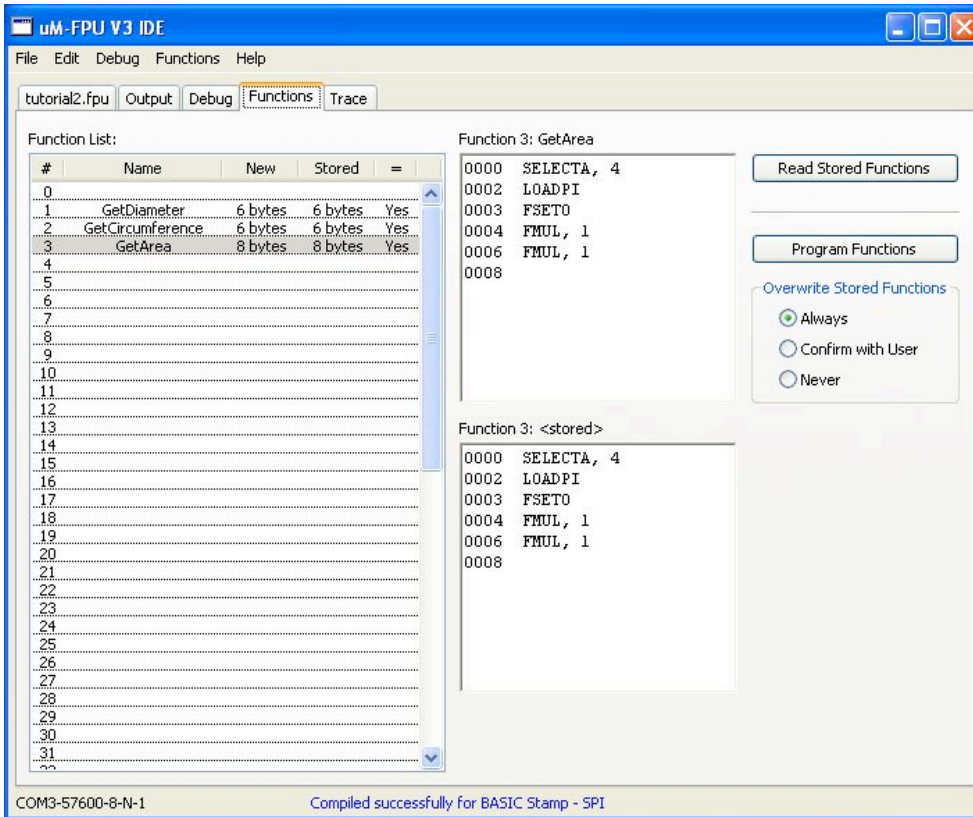 uM-FPU V3 IDE
File Edit Debug Functions Help
tutorial2.fpu Output Debug Functions Trace
Function List:
# Name New Stored =
0
1 GetDiameter 6 bytes 6 bytes Yes
2 GetCircumference 6 bytes 6 bytes Yes
3 GetArea 8 bytes 8 bytes Yes
4
5
6
7
8
9
10
11
12
13
14
15
16
17
18
19
20
21
22
23
24
25
26
27
28
29
30
31
Function 3: GetArea
0000 SELECTA, 4
0002 LOADPI
0003 FSET0
0004 FMUL, 1
0006 FMUL, 1
0008
Function 3: <stored>
0000 SELECTA, 4
0002 LOADPI
0003 FSET0
0004 FMUL, 1
0006 FMUL, 1
0008
Read Stored Functions
Program Functions
Overwrite Stored Functions
Always
Confirm with User
Never
COM3-57600-8-N-1
Compiled successfully for BASIC Stamp - SPI